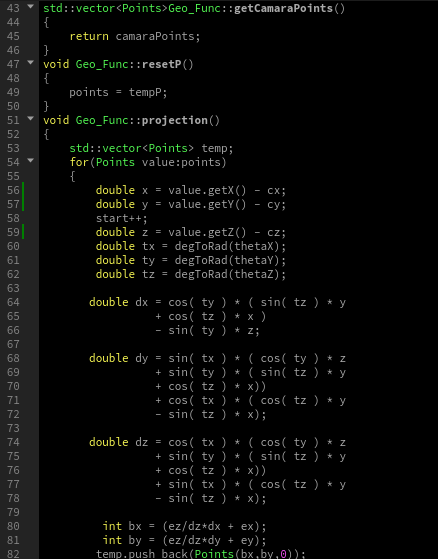 43 std::vector<Points>Geo_Func::getCamaraPoints()
44 {
45 return camaraPoints;
46 }
47 void Geo_Func::resetP()
48 {
49 points = tempP;
50 }
51 void Geo_Func::projection()
52 {
53 std::vector<Points> temp;
54 for(Points value:points)
55 {
56 double x = value.getX() - cx;
57 double y = value.getY() - cy;
58 start++;
59 double z = value.getZ() - cz;
60 double tx = degToRad(thetaX);
61 double ty = degToRad(thetaY);
62 double tz = degToRad(thetaZ);
63
64 double dx = cos( ty ) * ( sin( tz ) * y
65 + cos( tz ) * x )
66 - sin( ty ) * z;
67
68 double dy = sin( tx ) * ( cos( ty ) * z
69 + sin( ty ) * ( sin( tz ) * y
70 + cos( tz ) * x))
71 + cos( tx ) * ( cos( tz ) * y
72 - sin( tz ) * x);
73
74 double dz = cos( tx ) * ( cos( ty ) * z
75 + sin( ty ) * ( sin( tz ) * y
76 + cos( tz ) * x))
77 + sin( tx ) * ( cos( tz ) * y
78 - sin( tz ) * x);
79
80 int bx = (ez/dz*dx + ex);
81 int by = (ez/dz*dy + ey);
82 temp.push_back(Points(bx,by,0));